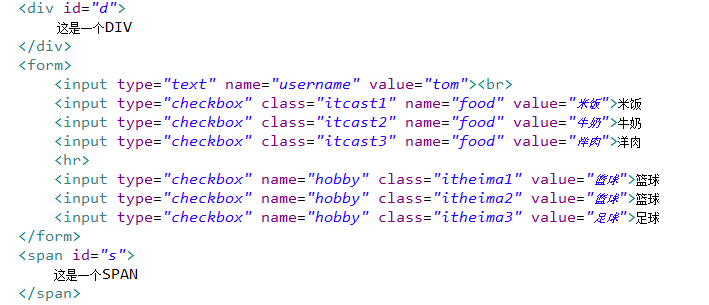 <div id="d">
这是一个DIV
</div>
<form>
<input type="text" name="username" value="tom"><br>
<input type="checkbox" class="itcast1" name="food" value="米饭">米饭
<input type="checkbox" class="itcast2" name="food" value="牛奶">牛奶
<input type="checkbox" class="itcast3" name="food" value="洋肉">洋肉
<hr>
<input type="checkbox" name="hobby" class="itheima1" value="篮球">篮球
<input type="checkbox" name="hobby" class="itheima2" value="篮球">篮球
<input type="checkbox" name="hobby" class="itheima3" value="足球">足球
</form>
<span id="s">
这是一个SPAN
</span>